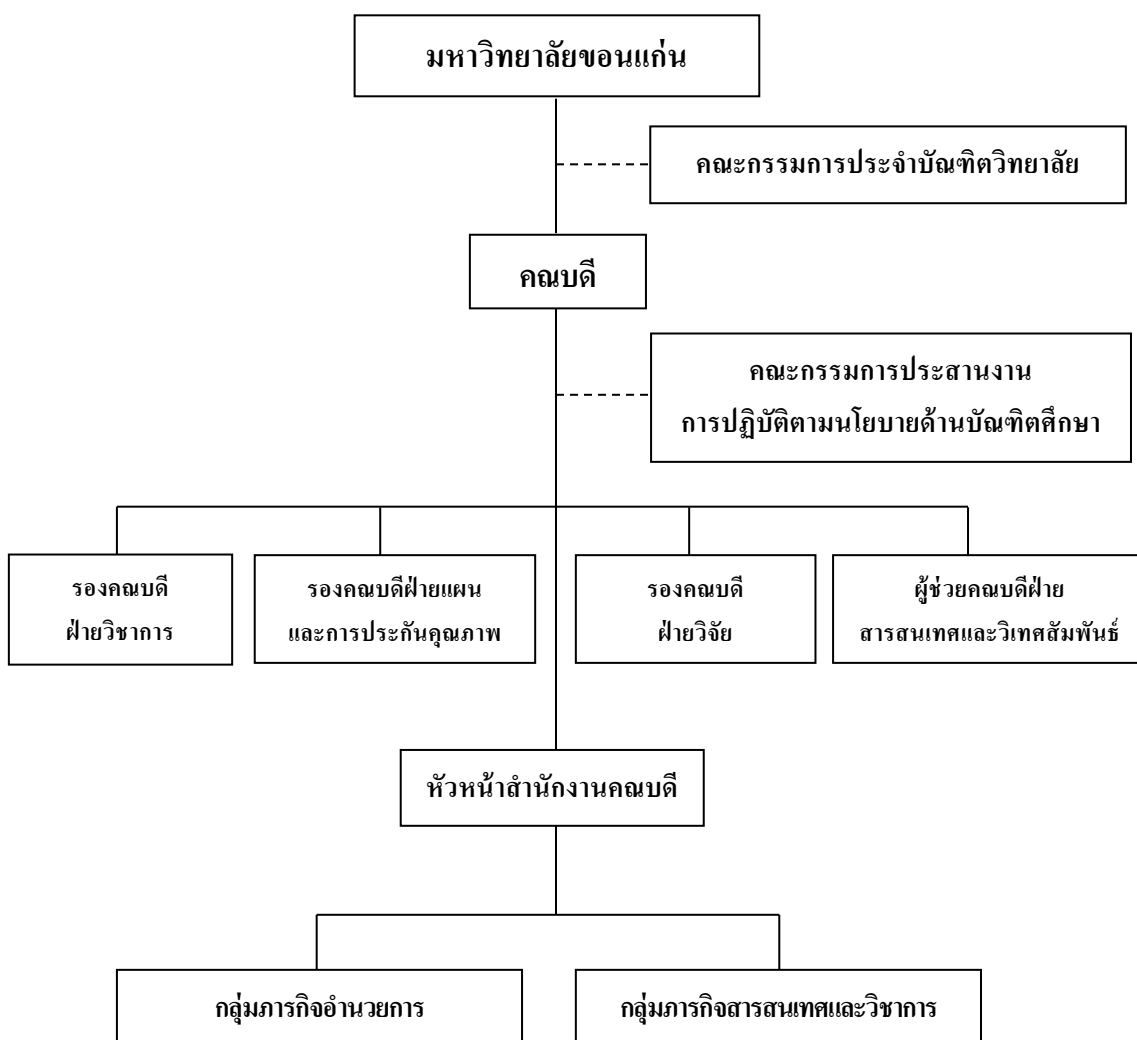 มหาวิทยาลัยขอนแก่น
คณะกรรมการประจำบัณฑิตวิทยาลัย
คณบดี
คณะกรรมการประสานงาน
การปฏิบัติตามนโยบายด้านบัณฑิตศึกษา
รองคณบดี
ฝ่ายวิชาการ
รองคณบดีฝ่ายแผน
และการประกันคุณภาพ
รองคณบดี
ฝ่ายวิจัย
ผู้ช่วยคณบดีฝ่าย
สารสนเทศและวิเทศสัมพันธ์
หัวหน้าสำนักงานคณบดี
กลุ่มภารกิจอำนวยการ
กลุ่มภารกิจสารสนเทศและวิชาการ